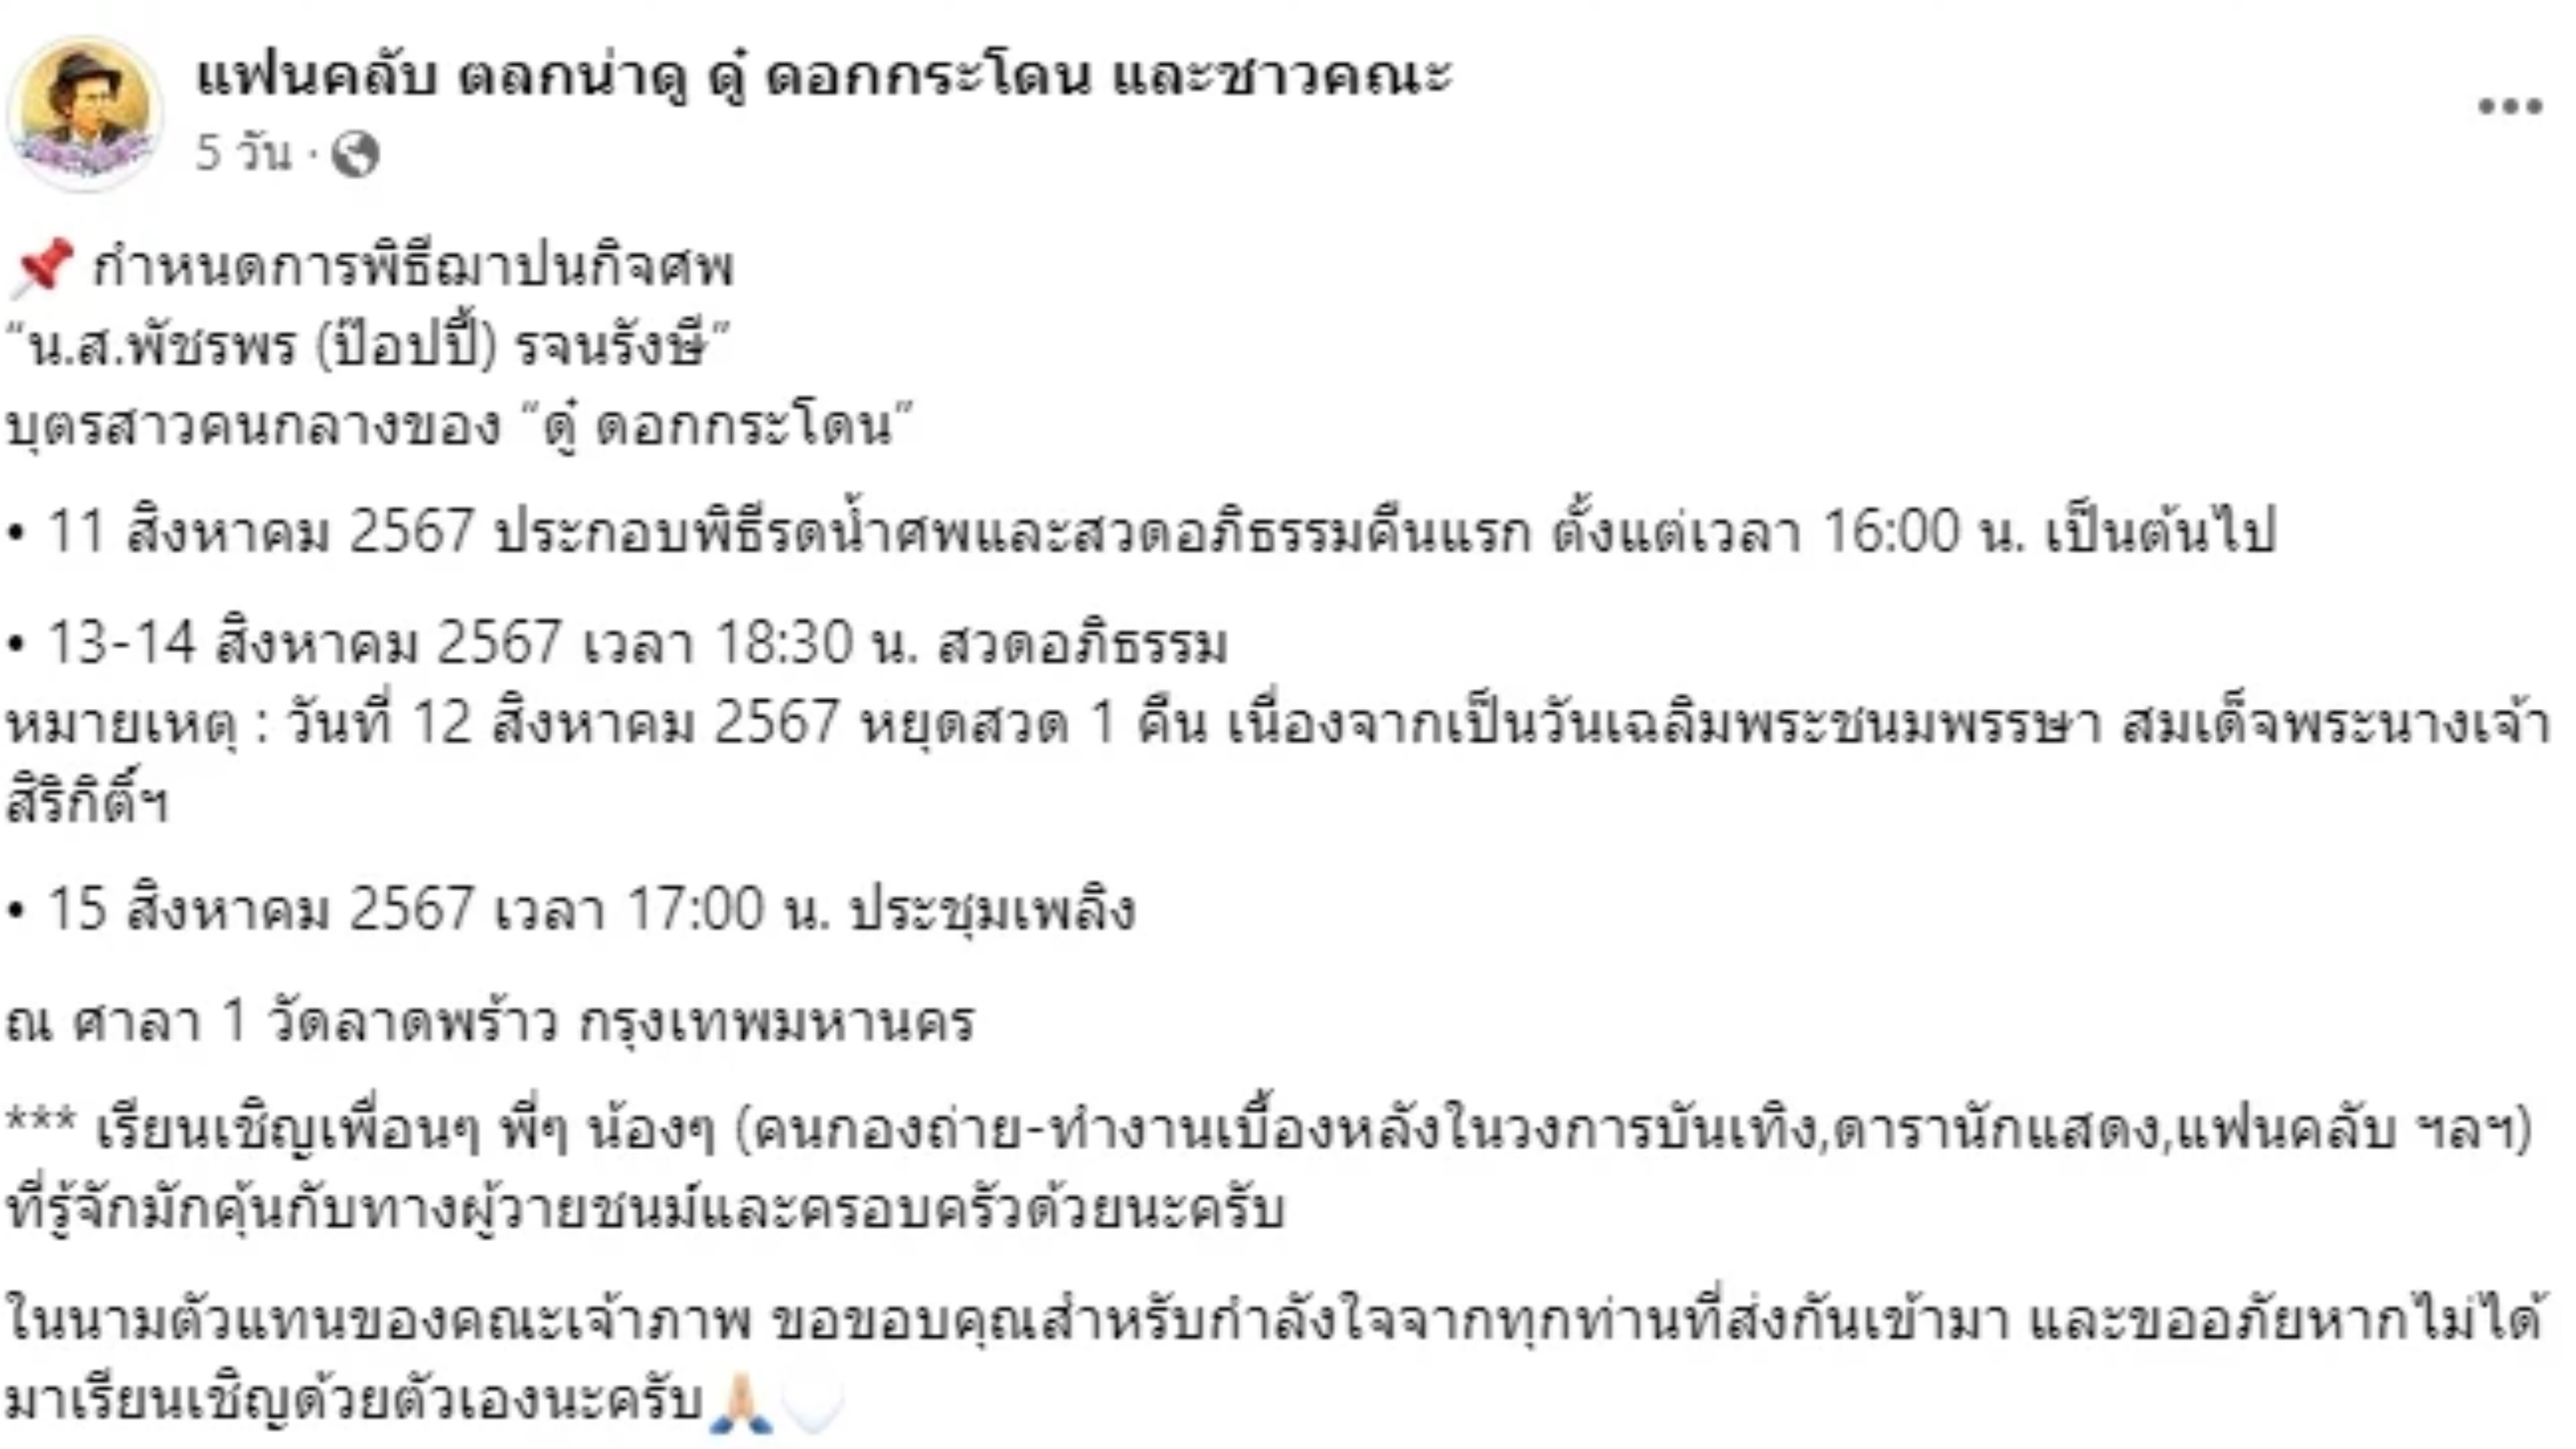 แฟนคลับ ตลกน่าดู ดู๋ ดอกกระโดน และชาวคณะ
5 วัน ·
📌 กำหนดการพิธีฌาปนกิจศพ
“น.ส.พัชรพร (ป๊อปปี้) รจนรังษี”
บุตรสาวคนกลางของ “ดู๋ ดอกกระโดน”
• 11 สิงหาคม 2567 ประกอบพิธีรดน้ำศพและสวดอภิธรรมคืนแรก ตั้งแต่เวลา 16:00 น. เป็นต้นไป
• 13-14 สิงหาคม 2567 เวลา 18:30 น. สวดอภิธรรม
หมายเหตุ : วันที่ 12 สิงหาคม 2567 หยุดสวด 1 คืน เนื่องจากเป็นวันเฉลิมพระชนมพรรษา สมเด็จพระนางเจ้า
สิริกิติ์ฯ
• 15 สิงหาคม 2567 เวลา 17:00 น. ประชุมเพลิง
ณ ศาลา 1 วัดลาดพร้าว กรุงเทพมหานคร
*** เรียนเชิญเพื่อนๆ พี่ๆ น้องๆ (คนกองถ่าย-ทำงานเบื้องหลังในวงการบันเทิง,ดารานักแสดง,แฟนคลับ ฯลฯ)
ที่รู้จักมักคุ้นกับทางผู้วายชนม์และครอบครัวด้วยนะครับ
ในนามตัวแทนของคณะเจ้าภาพ ขอขอบคุณสำหรับกำลังใจจากทุกท่านที่ส่งกันเข้ามา และขออภัยหากไม่ได้
มาเรียนเชิญด้วยตัวเองนะครับ🙏🏼🤍